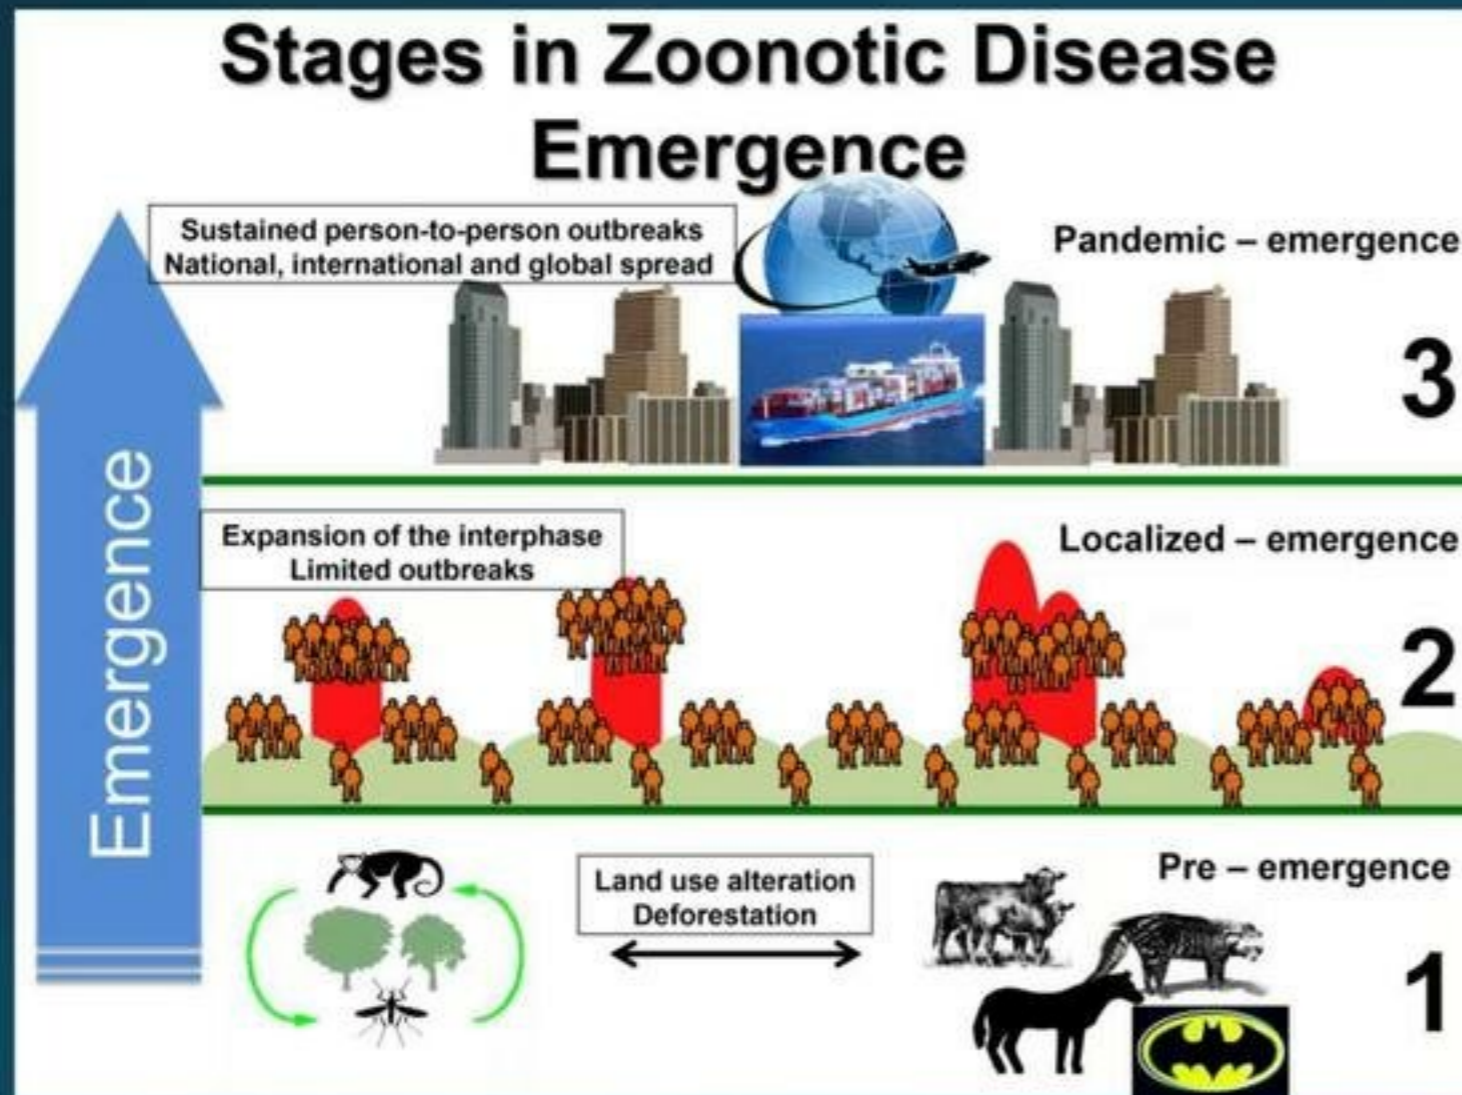 Stages in Zoonotic Disease
Emergence
Sustained person-to-person outbreaks
National, international and global spread
Pandemic – emergence
3
Expansion of the interphase
Limited outbreaks
Localized – emergence
2
Emergence
Land use alteration
Deforestation
Pre – emergence
1